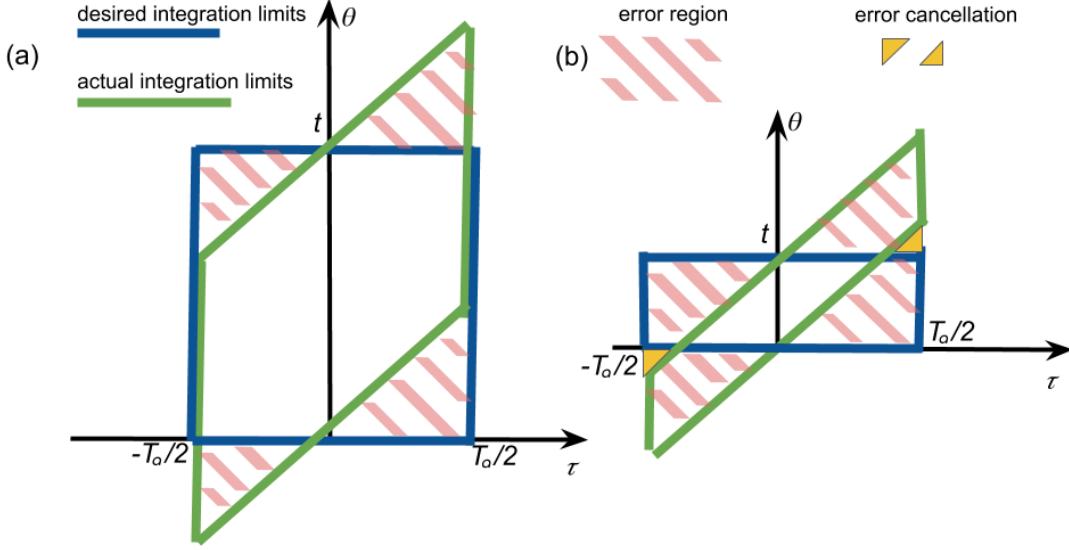 desired integration limits
θ
(a)
actual integration limits
t
-Tₐ/2
Tₐ/2
τ
error region
error cancellation
(b)
θ
t
-Tₐ/2
Tₐ/2
τ